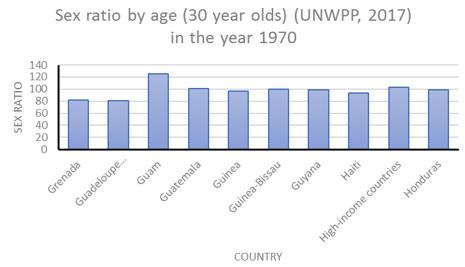 Sex ratio by age (30 year olds) (UNWPP, 2017)
in the year 1970
SEX RATIO
140
120
100
80
60
40
20
0
Grenada
Guadeloupe...
Guam
Guatemala
Guinea
Guinea-Bissau
Guyana
Haiti
High-income countries
Honduras
COUNTRY